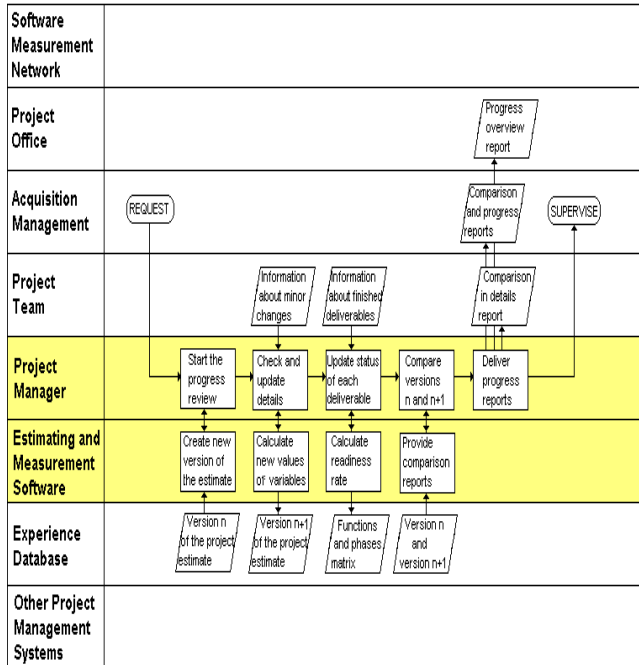 Software
Measurement
Network
Project
Office
Progress
overview
report
Acquisition
Management
REQUEST
Comparison
and progress
reports
SUPERVISE
Project
Team
Information
about minor
changes
Information
about finished
deliverables
Comparison
in details
report
Project
Manager
Start the
progress
review
Check and
update
details
Update status
of each
deliverable
Compare
versions
n and n+1
Deliver
progress
reports
Estimating and
Measurement
Software
Create new
version of
the estimate
Calculate
new values
of variables
Calculate
readiness
rate
Provide
comparison
reports
Experience
Database
Version n
of the project
estimate
Version n+1
of the project
estimate
Functions
and phases
matrix
Version n
and
version n+1
Other Project
Management
Systems